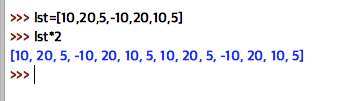 >>> lst=[10,20,5,-10,20,10,5]
>>> lst*2
[10, 20, 5, -10, 20, 10, 5, 10, 20, 5, -10, 20, 10, 5]
>>>